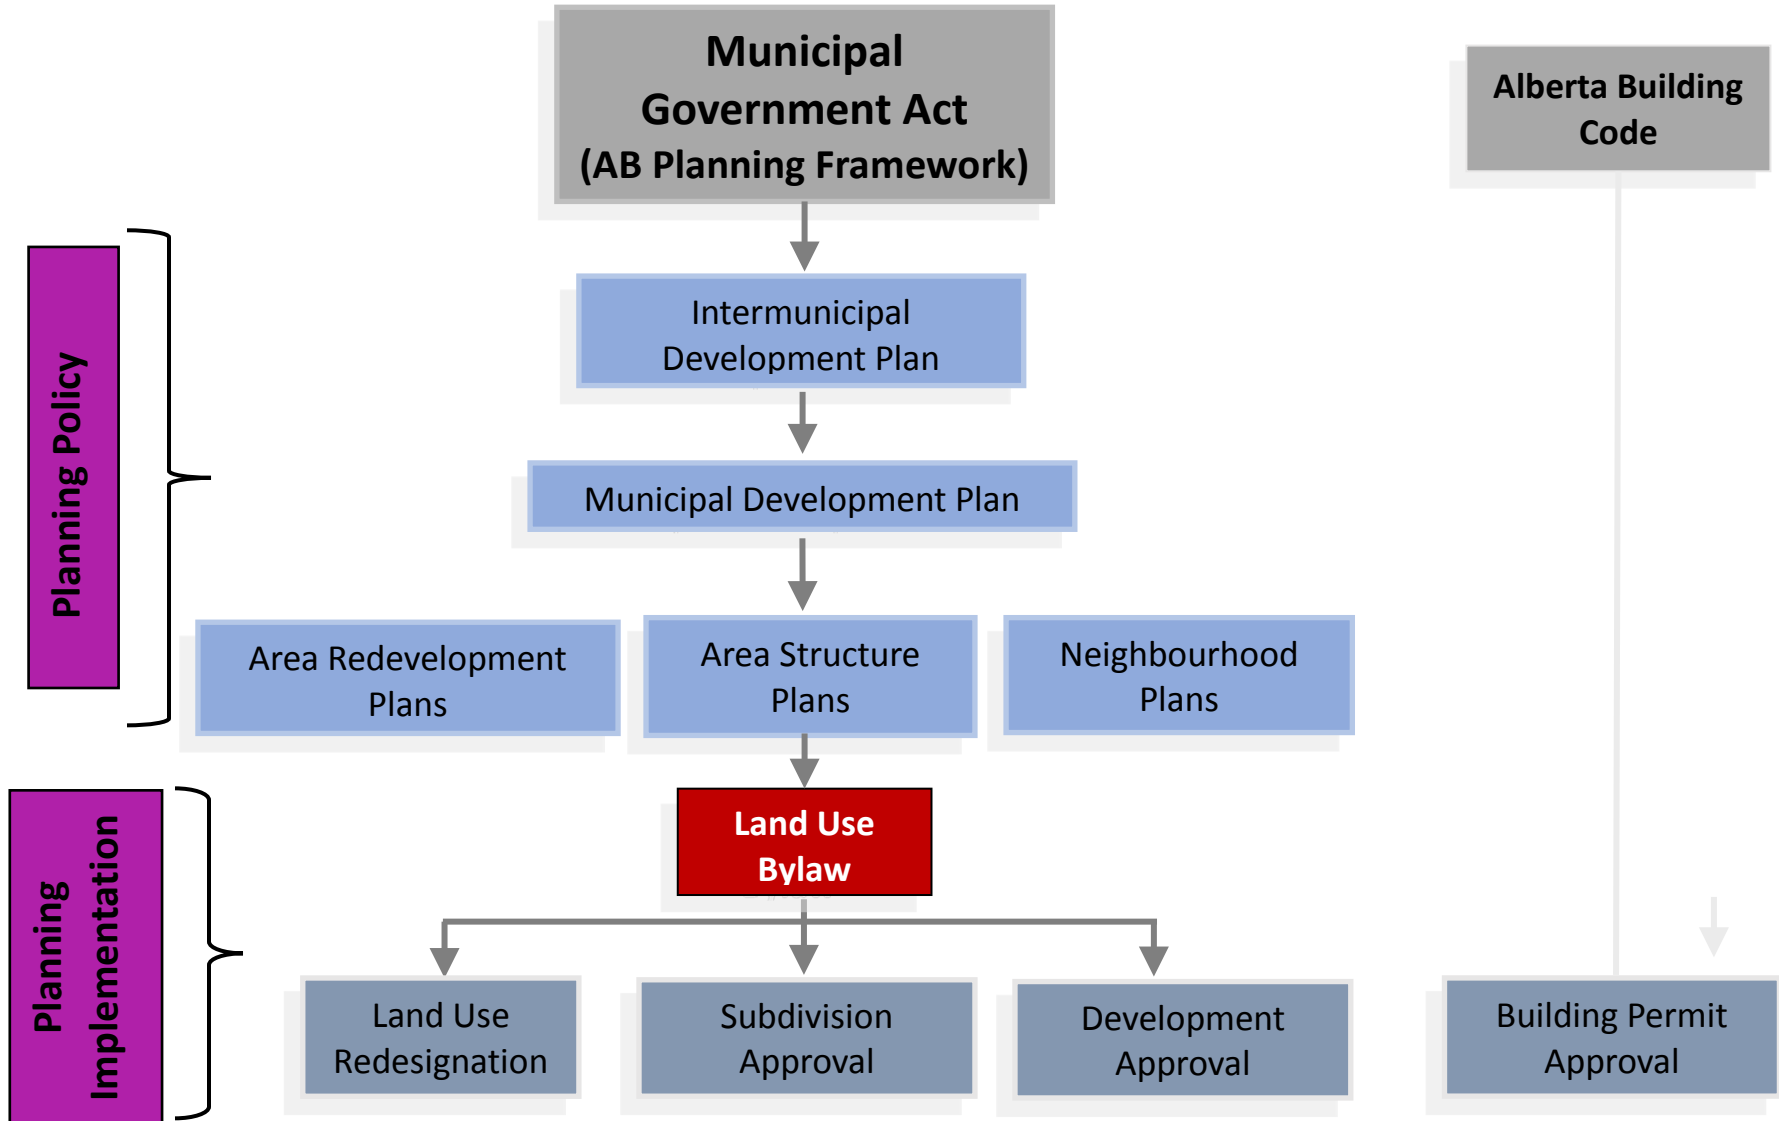 Municipal
Government Act
(AB Planning Framework)
Alberta Building
Code
Planning Policy
Intermunicipal
Development Plan
Municipal Development Plan
Area Redevelopment
Plans
Area Structure
Plans
Neighbourhood
Plans
Planning
Implementation
Land Use
Bylaw
Land Use
Redesignation
Subdivision
Approval
Development
Approval
Building Permit
Approval